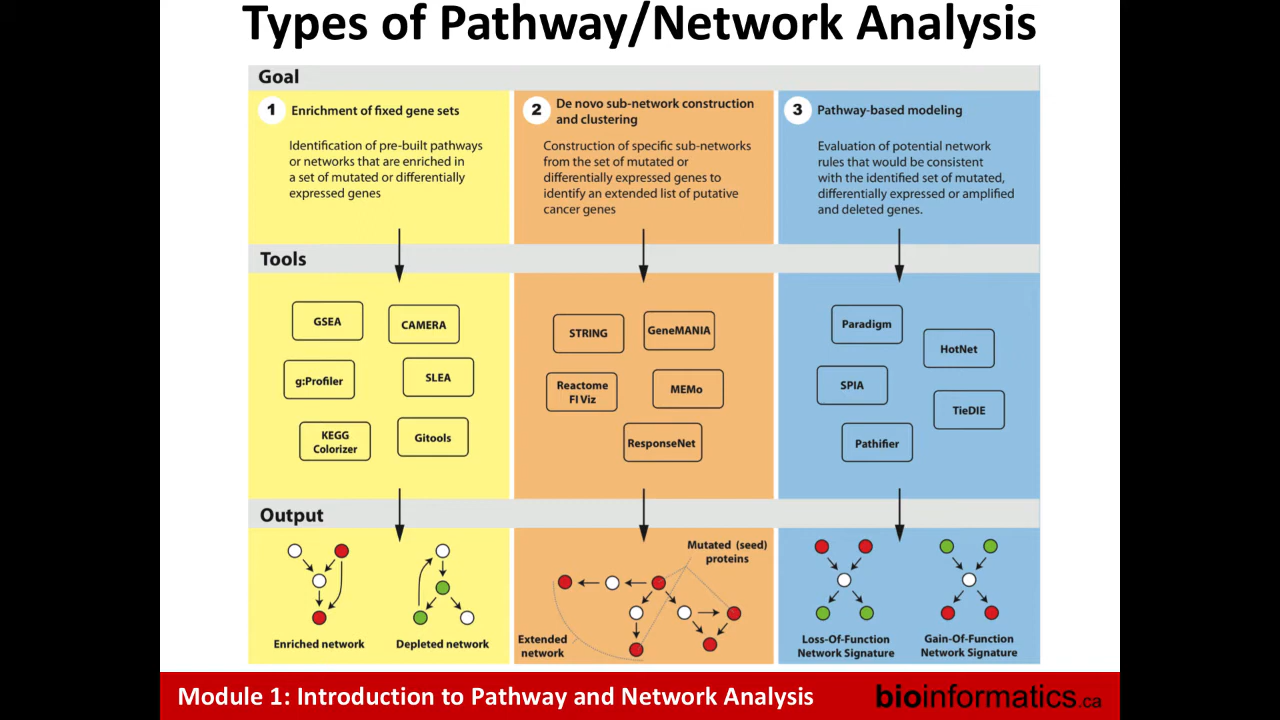 Types of Pathway/Network Analysis
Goal
1 Enrichment of fixed gene sets
Identification of pre-built pathways
or networks that are enriched in
a set of mutated or differentially
expressed genes
2 De novo sub-network construction
and clustering
Construction of specific sub-networks
from the set of mutated or
differentially expressed genes to
identify an extended list of putative
cancer genes
3 Pathway-based modeling
Evaluation of potential network
rules that would be consistent
with the identified set of mutated,
differentially expressed or amplified
and deleted genes.
Tools
GSEA
CAMERA
g:Profiler
SLEA
KEGG
Colorizer
Gitools
STRING
GeneMANIA
Reactome
FI Viz
MEMo
ResponseNet
Paradigm
HotNet
SPIA
TieDIE
Pathifier
Output
Enriched network
Depleted network
Mutated (seed)
proteins
Extended
network
Loss-Of-Function
Network Signature
Gain-Of-Function
Network Signature
Module 1: Introduction to Pathway and Network Analysis
bioinformatics.ca